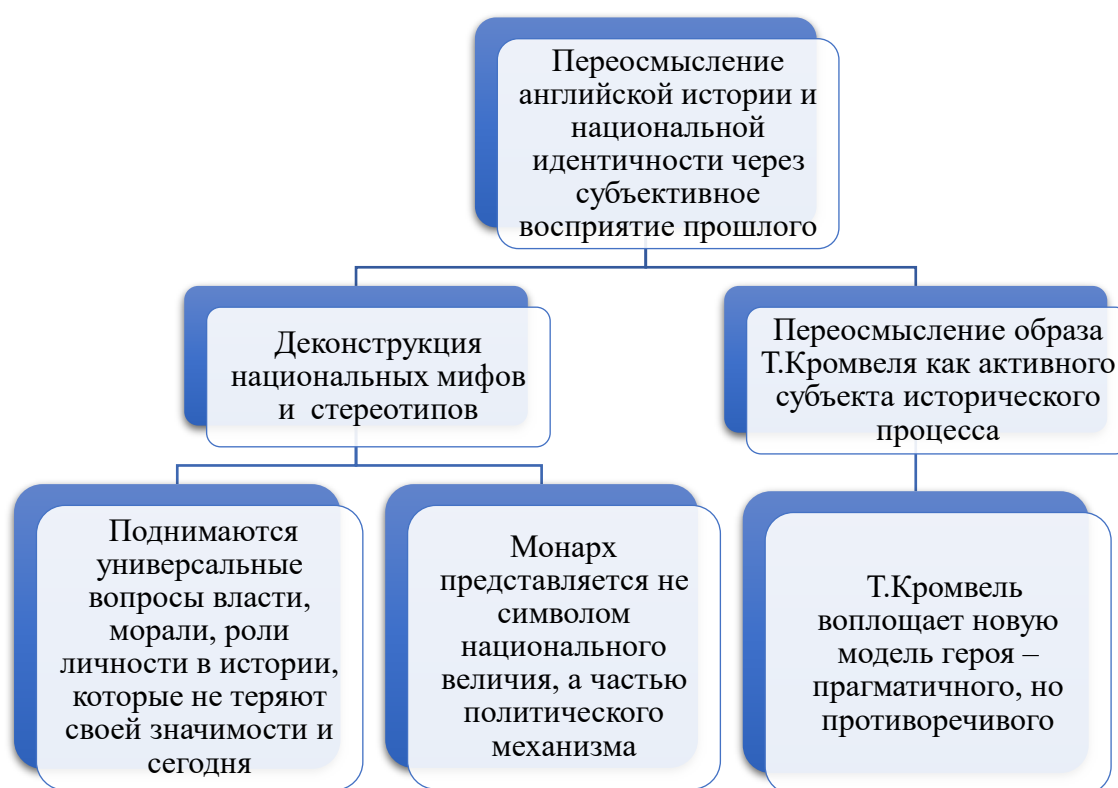 Переосмысление
английской истории и
национальной
идентичности через
субъективное
восприятие прошлого
Деконструкция
национальных мифов
и стереотипов
Переосмысление образа
Т.Кромвеля как активного
субъекта исторического
процесса
Поднимаются
универсальные
вопросы власти,
морали, роли
личности в истории,
которые не теряют
своей значимости и
сегодня
Монарх
представляется не
символом
национального
величия, а частью
политического
механизма
Т.Кромвель
воплощает новую
модель героя –
прагматичного, но
противоречивого